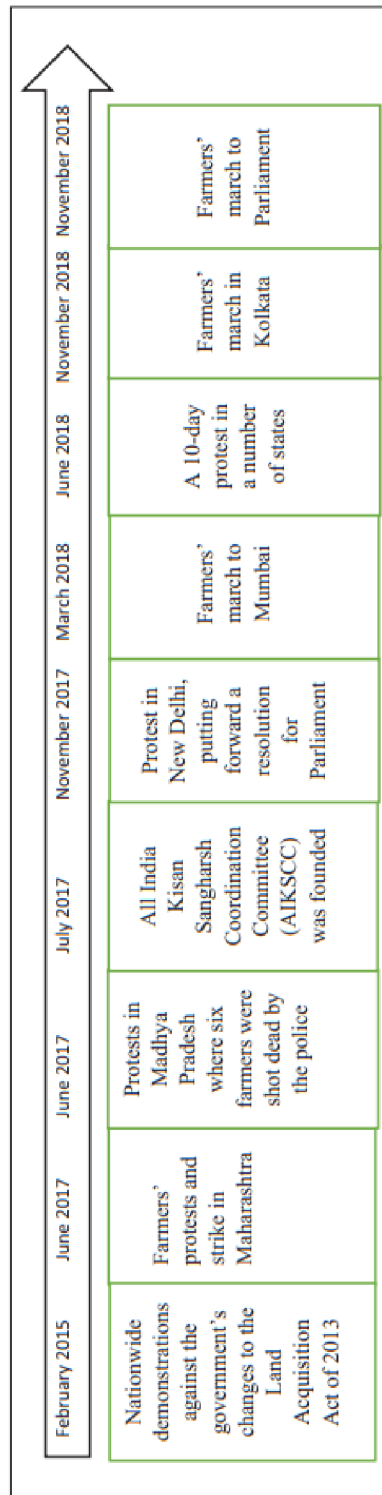 February 2015
June 2017
June 2017
July 2017
November 2017
March 2018
June 2018
November 2018
November 2018
Nationwide
demonstrations
against the
government's
changes to the
Land
Acquisition
Act of 2013
Farmers'
protests and
strike in
Maharashtra
Protests in
Madhya
Pradesh
where six
farmers were
shot dead by
the police
All India
Kisan
Sangharsh
Coordination
Committee
(AIKSCC)
was founded
Protest in
New Delhi,
putting
forward a
resolution
for
Parliament
Farmers'
march to
Mumbai
A 10-day
protest in
a number
of states
Farmers'
march in
Kolkata
Farmers'
march to
Parliament